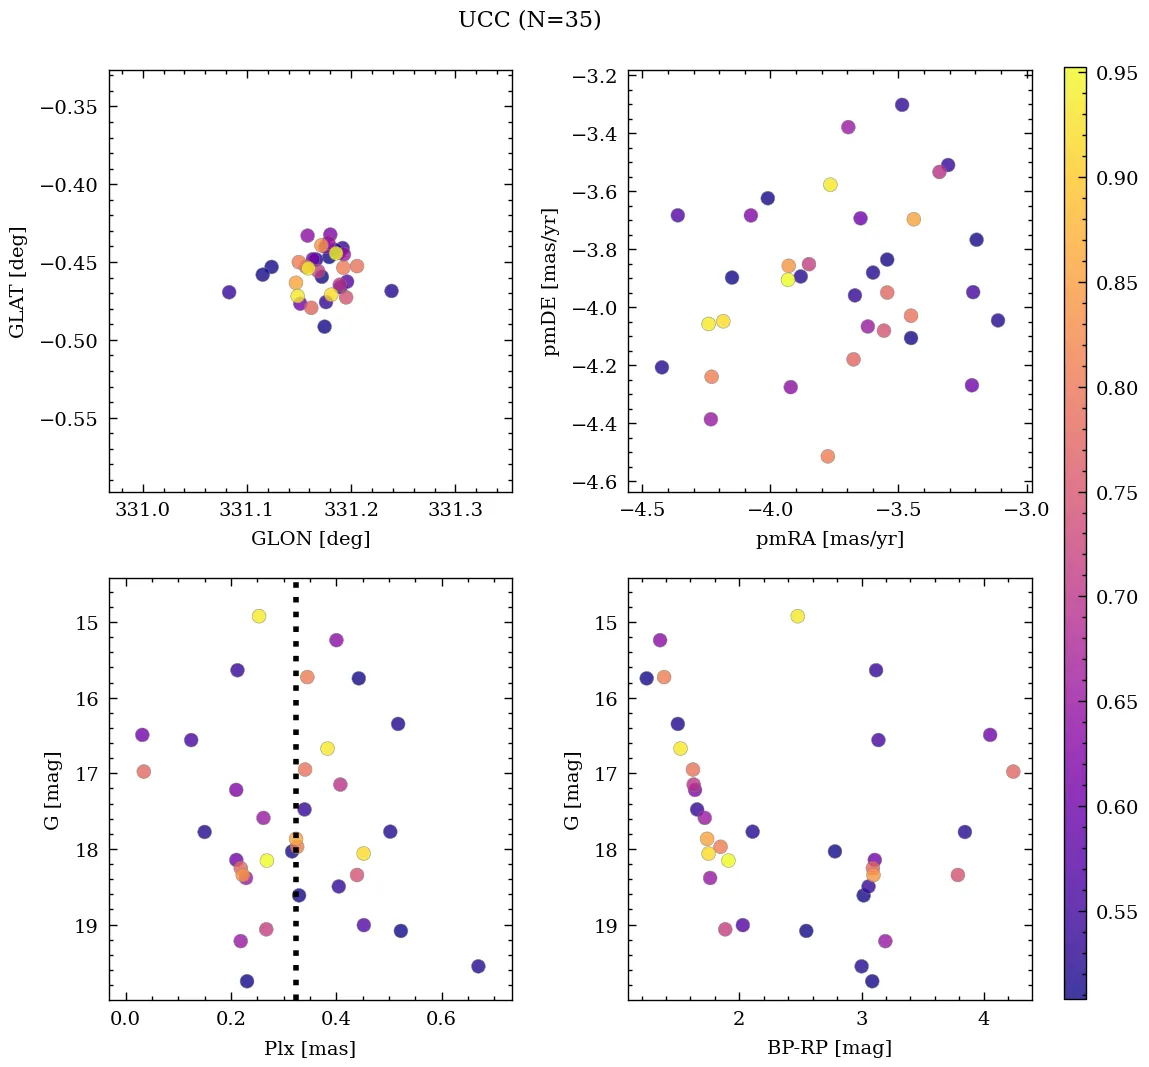 UCC (N=35)
−0.35
−0.40
−0.45
−0.50
−0.55
GLAT [deg]
331.0 331.1 331.2 331.3
GLON [deg]
−3.2
−3.4
−3.6
−3.8
−4.0
−4.2
−4.4
−4.6
pmDE [mas/yr]
−4.5 −4.0 −3.5 −3.0
pmRA [mas/yr]
15
16
17
18
19
G [mag]
0.0 0.2 0.4 0.6
Plx [mas]
15
16
17
18
19
G [mag]
2 3 4
BP-RP [mag]
0.95
0.90
0.85
0.80
0.75
0.70
0.65
0.60
0.55